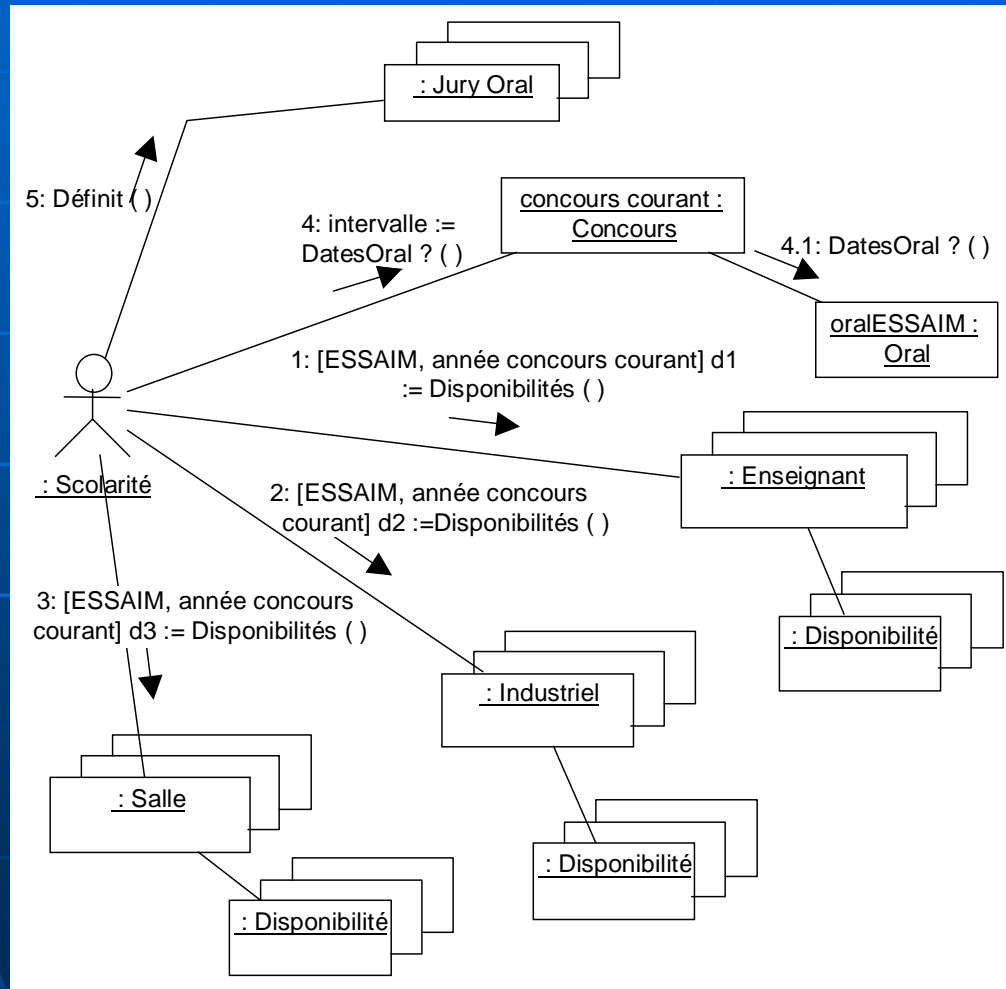 : Jury Oral
5: Définit ( )
4: intervalle :=
DatesOral ? ( )
concours courant :
Concours
4.1: DatesOral ? ( )
oralESSAIM :
Oral
1: [ESSAIM, année concours courant] d1
:= Disponibilités ( )
: Scolarité
: Enseignant
2: [ESSAIM, année concours
courant] d2 :=Disponibilités ( )
: Disponibilité
3: [ESSAIM, année concours
courant] d3 := Disponibilités ( )
: Industriel
: Salle
: Disponibilité
: Disponibilité